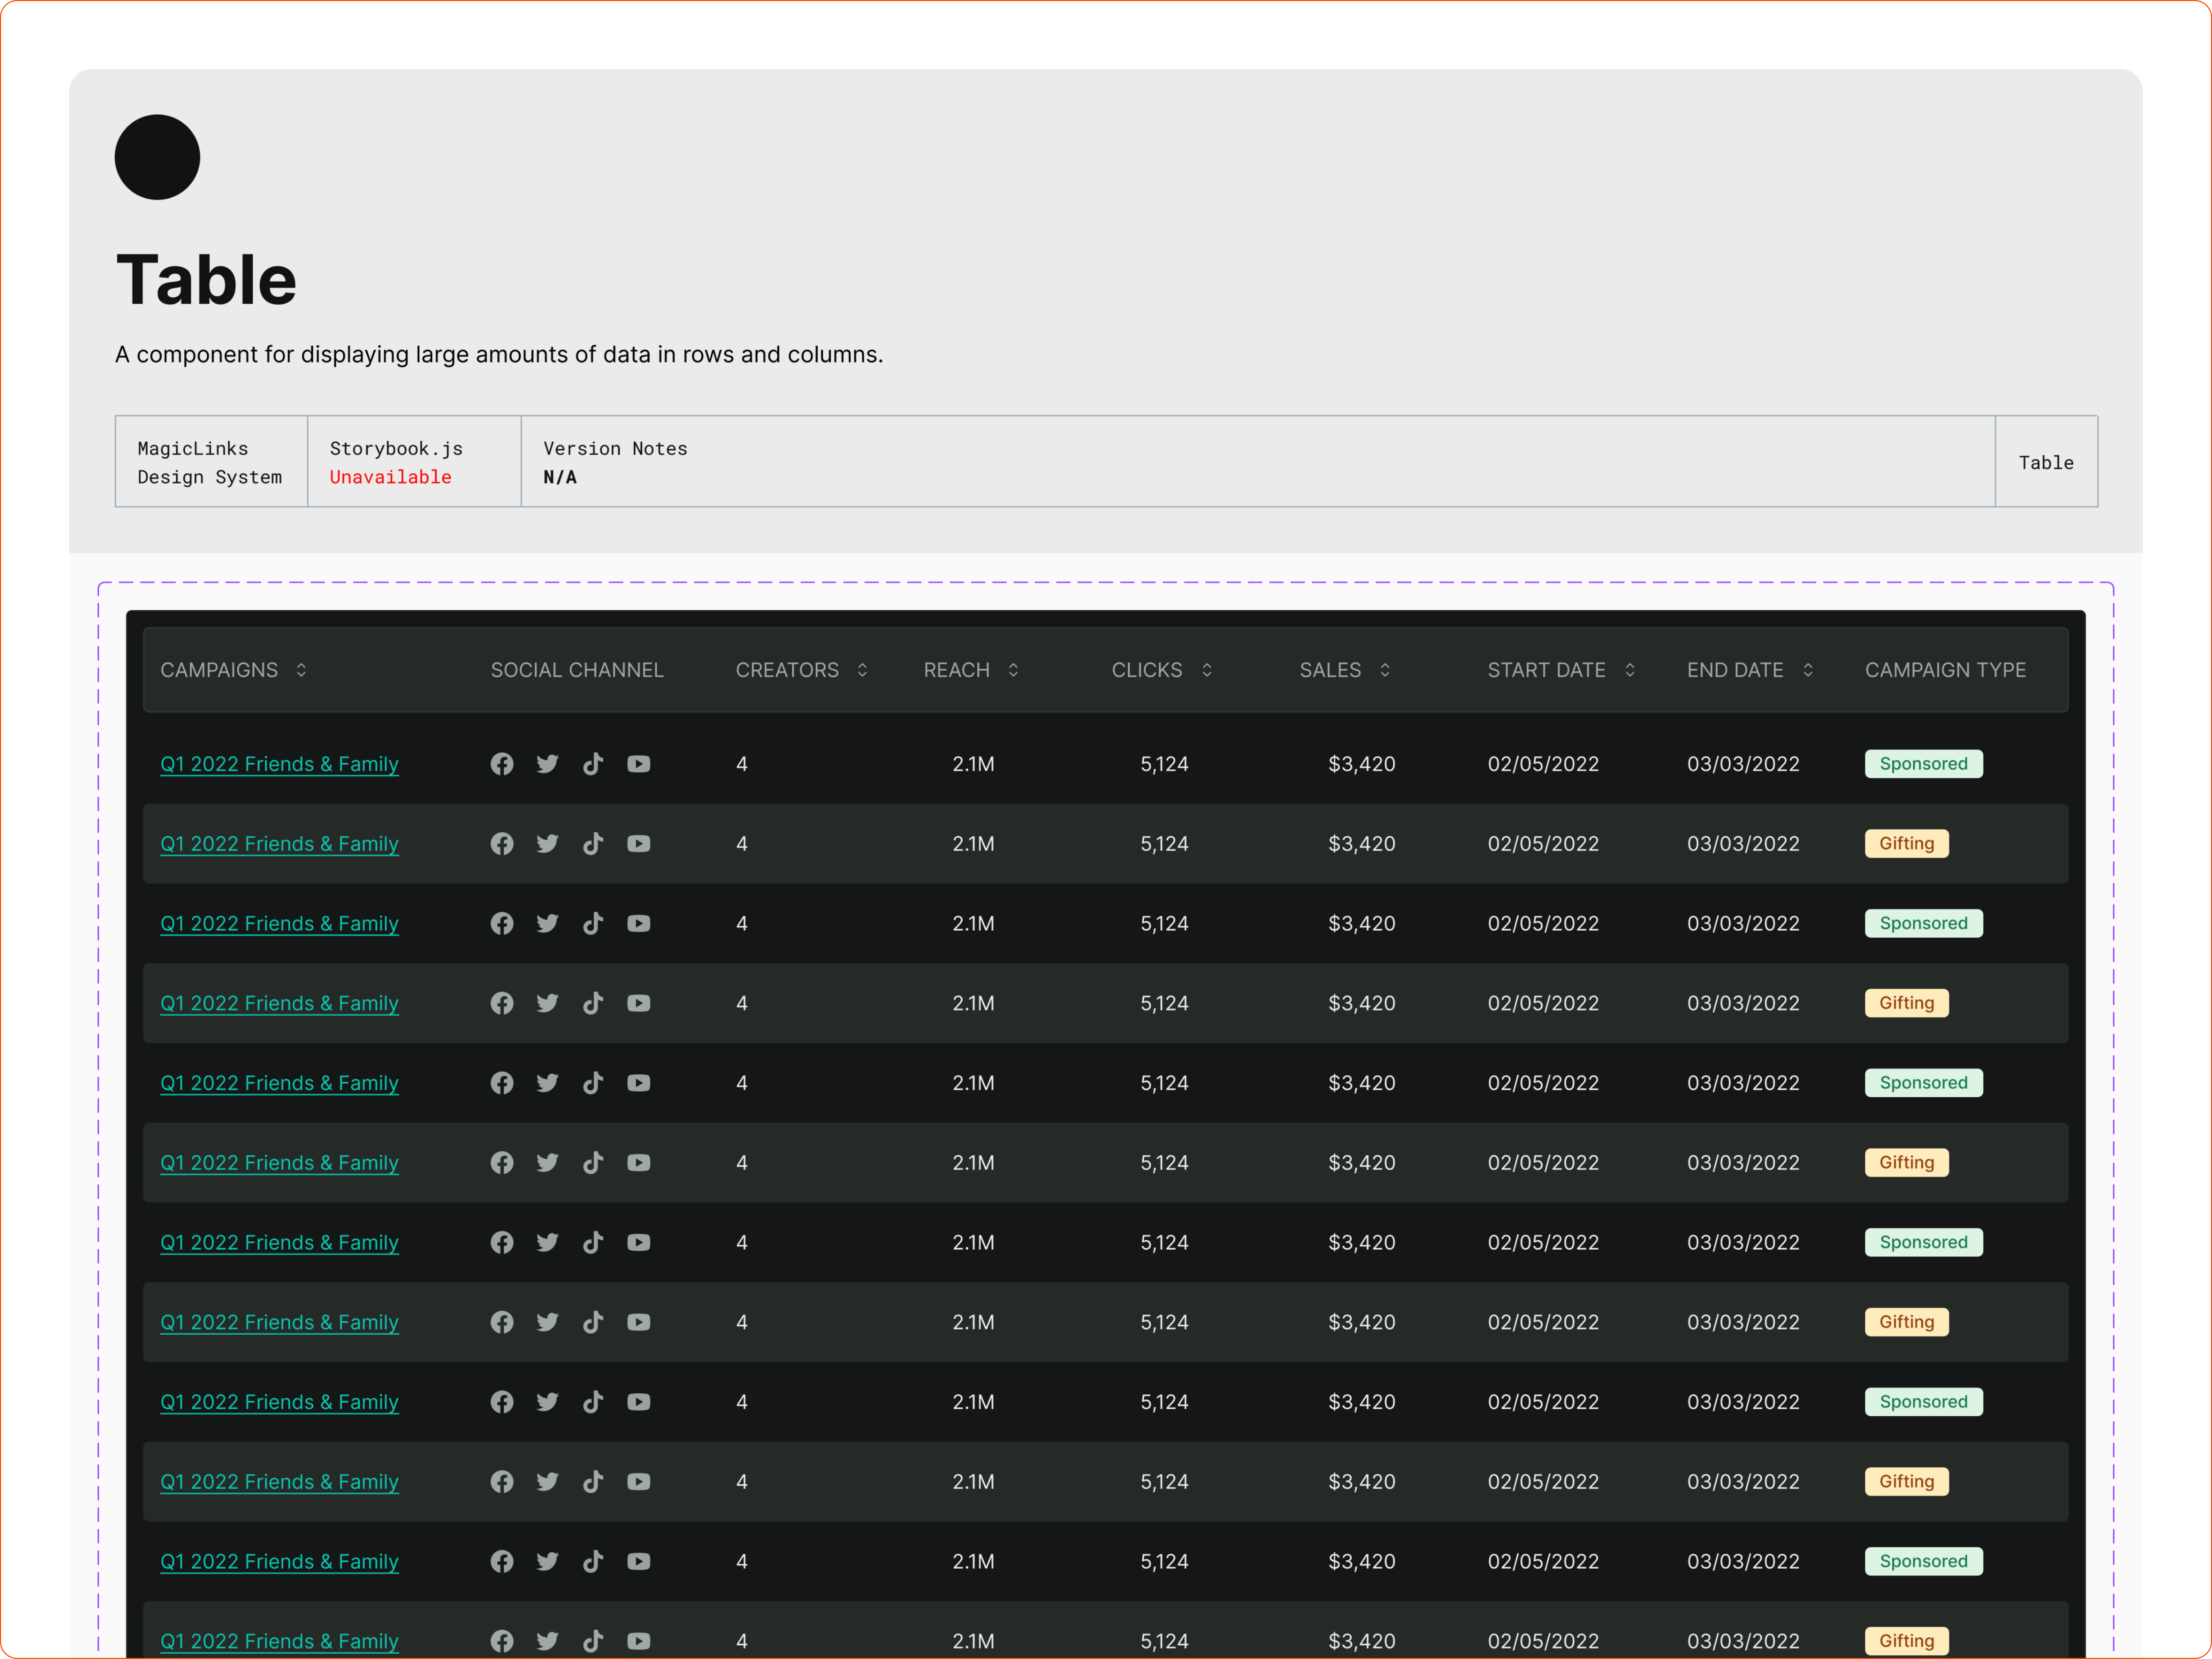 Table
A component for displaying large amounts of data in rows and columns.
MagicLinks
Design System
Storybook.js
Unavailable
Version Notes
N/A
Table
CAMPAIGNS SOCIAL CHANNEL CREATORS REACH CLICKS SALES START DATE END DATE CAMPAIGN TYPE
Q1 2022 Friends & Family 4 2.1M 5,124 $3,420 02/05/2022 03/03/2022 Sponsored
Q1 2022 Friends & Family 4 2.1M 5,124 $3,420 02/05/2022 03/03/2022 Gifting
Q1 2022 Friends & Family 4 2.1M 5,124 $3,420 02/05/2022 03/03/2022 Sponsored
Q1 2022 Friends & Family 4 2.1M 5,124 $3,420 02/05/2022 03/03/2022 Gifting
Q1 2022 Friends & Family 4 2.1M 5,124 $3,420 02/05/2022 03/03/2022 Sponsored
Q1 2022 Friends & Family 4 2.1M 5,124 $3,420 02/05/2022 03/03/2022 Gifting
Q1 2022 Friends & Family 4 2.1M 5,124 $3,420 02/05/2022 03/03/2022 Sponsored
Q1 2022 Friends & Family 4 2.1M 5,124 $3,420 02/05/2022 03/03/2022 Gifting
Q1 2022 Friends & Family 4 2.1M 5,124 $3,420 02/05/2022 03/03/2022 Sponsored
Q1 2022 Friends & Family 4 2.1M 5,124 $3,420 02/05/2022 03/03/2022 Gifting
Q1 2022 Friends & Family 4 2.1M 5,124 $3,420 02/05/2022 03/03/2022 Sponsored
Q1 2022 Friends & Family 4 2.1M 5,124 $3,420 02/05/2022 03/03/2022 Gifting